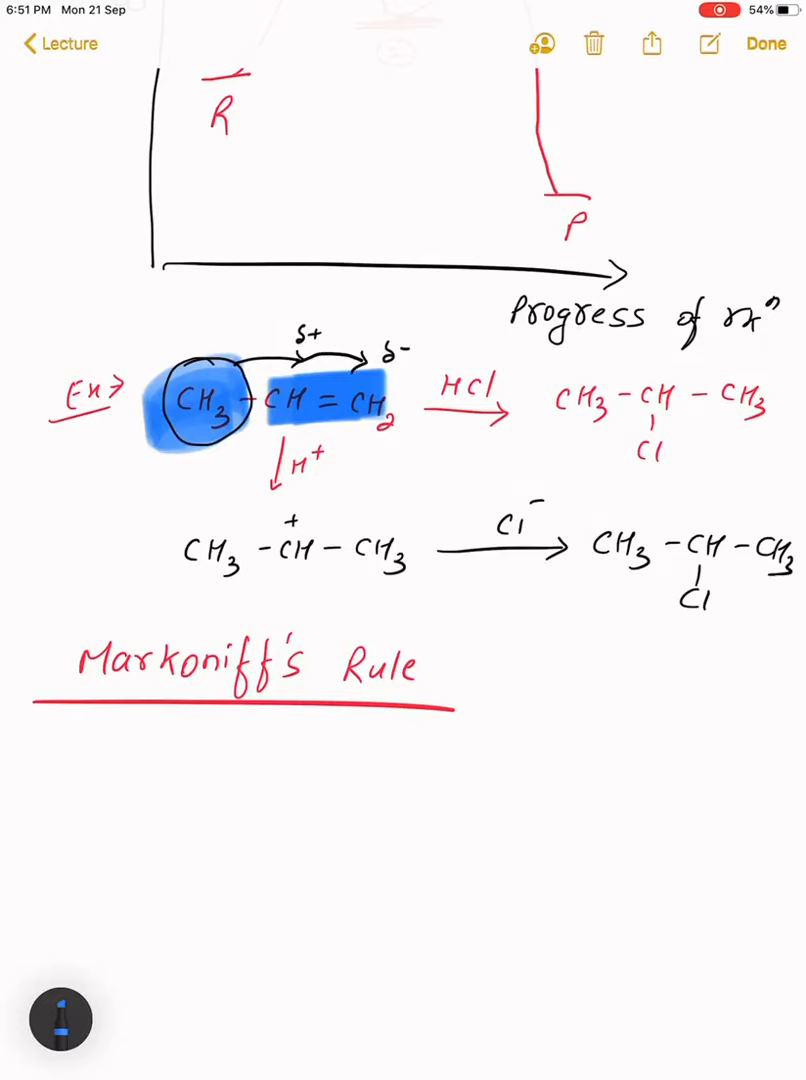 6:51 PM Mon 21 Sep 54%
Lecture Done
R
P
Progress of rxⁿ
δ+ δ-
Ex> CH₃ - CH = CH₂ HCl CH₃ - CH - CH₃
Cl
H⁺
+
CH₃ - CH - CH₃ Cl⁻ CH₃ - CH - CH₃
Cl
Markoniff's Rule